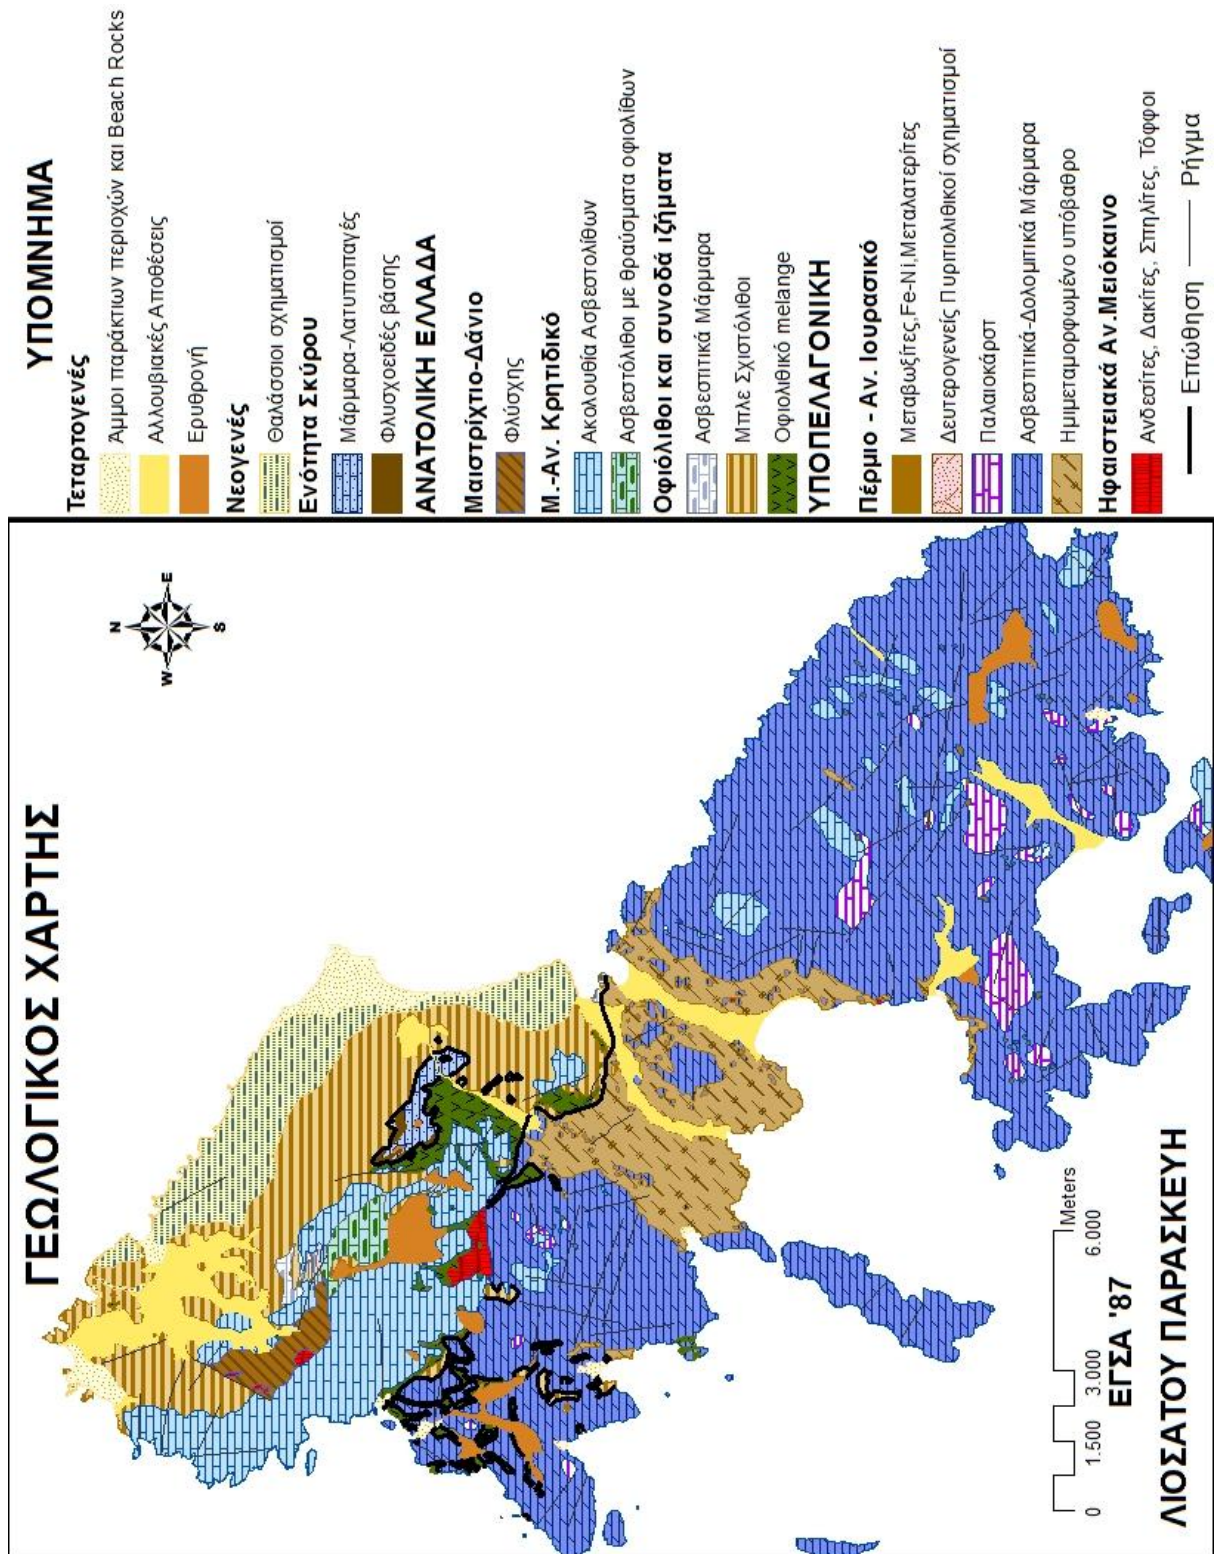 ΓΕΩΛΟΓΙΚΟΣ ΧΑΡΤΗΣ
N
W
E
S
0 1.500 3.000 6.000
Meters
ΕΓΣΑ '87
ΛΙΟΣΑΤΟΥ ΠΑΡΑΣΚΕΥΗ
ΥΠΟΜΝΗΜΑ
Τεταρτογενές
Άμμοι παράκτιων περιοχών και Beach Rocks
Αλλουβιακές Αποθέσεις
Ερυθρογή
Νεογενές
Θαλάσσιοι σχηματισμοί
Ενότητα Σκύρου
Μάρμαρα-Λατυποπαγές
Φλυσχοειδές βάσης
ΑΝΑΤΟΛΙΚΗ ΕΛΛΑΔΑ
Μαιστρίχτιο-Δάνιο
Φλύσχης
Μ.-Αν. Κρητιδικό
Ακολουθία Ασβεστολίθων
Ασβεστόλιθοι με θραύσματα οφιολίθων
Οφιόλιθοι και συνοδά ιζήματα
Ασβεστιτικά Μάρμαρα
Μπλε Σχιστόλιθοι
Οφιολιθικό melange
ΥΠΟΠΕΛΑΓΟΝΙΚΗ
Πέρμιο - Αν. Ιουρασικό
Μεταβωξίτες,Fe-Ni,Μεταλατερίτες
Δευτερογενείς Πυριτιολιθικοί σχηματισμοί
Παλαιοκάρστ
Ασβεστιτικά-Δολομιτικά Μάρμαρα
Ημιμεταμορφωμένο υπόβαθρο
Ηφαιστειακά Αν.Μειόκαινο
Ανδεσίτες, Δακίτες, Σπηλίτες, Τόφφοι
Επώθηση
Ρήγμα